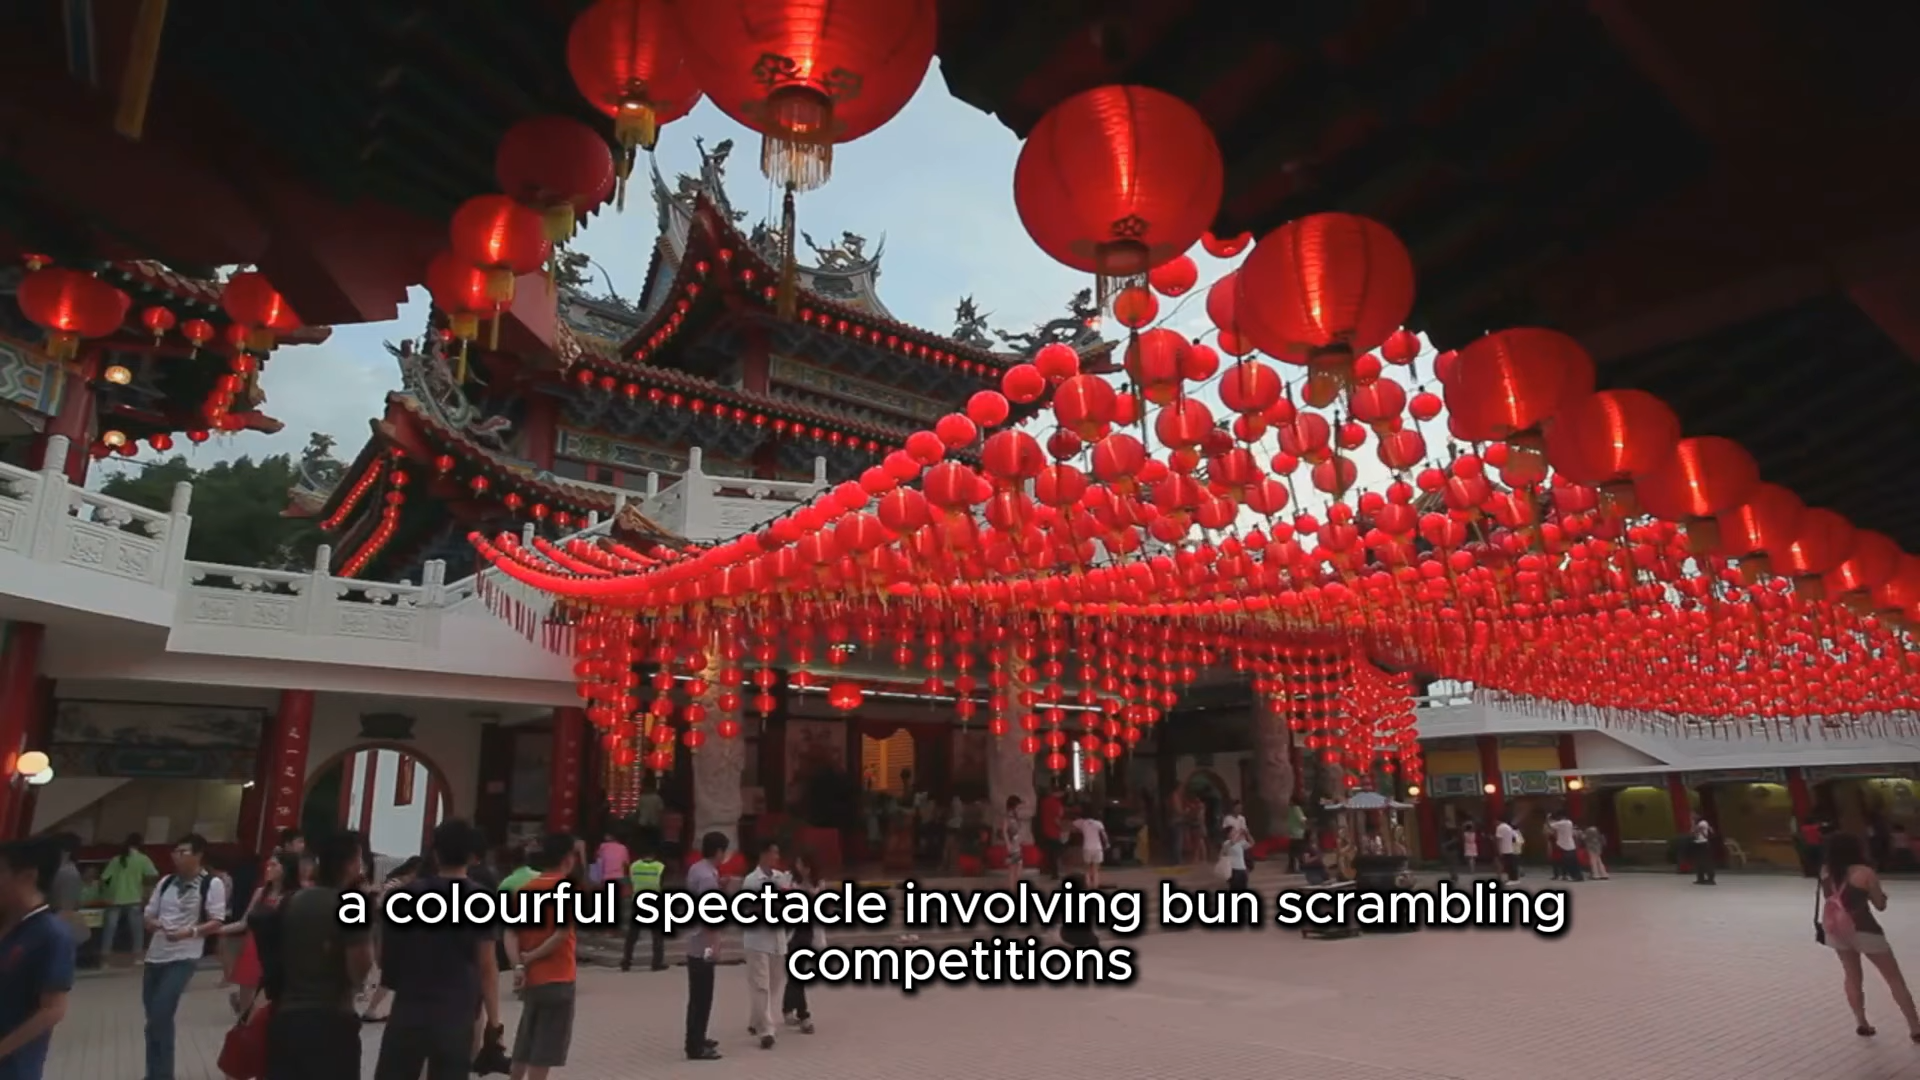 a colourful spectacle involving bun scrambling
competitions